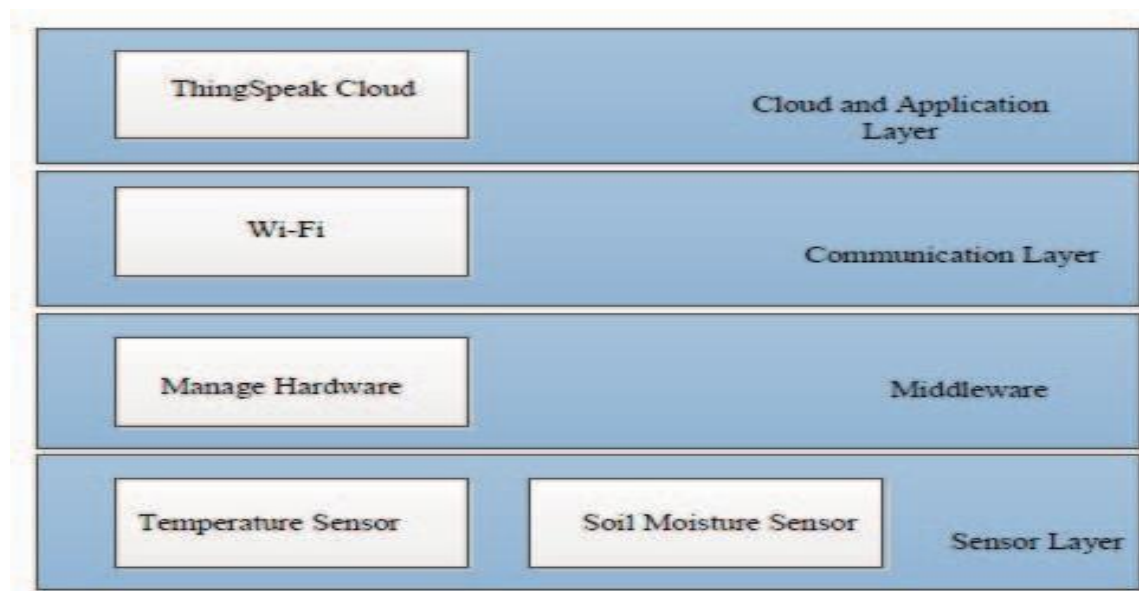 ThingSpeak Cloud
Cloud and Application
Layer
Wi-Fi
Communication Layer
Manage Hardware
Middleware
Temperature Sensor
Soil Moisture Sensor
Sensor Layer